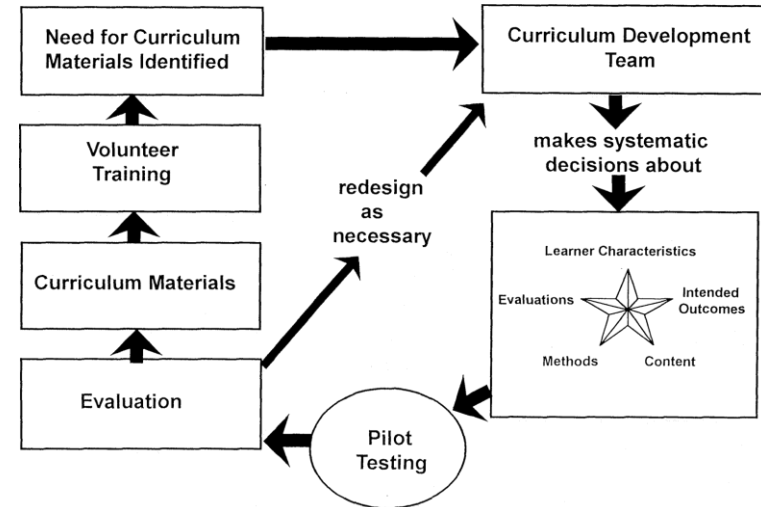 Need for Curriculum
Materials Identified
Curriculum Development
Team
makes systematic
decisions about
Learner Characteristics
Evaluations
Intended
Outcomes
Methods
Content
Pilot
Testing
Evaluation
redesign
as
necessary
Curriculum Materials
Volunteer
Training